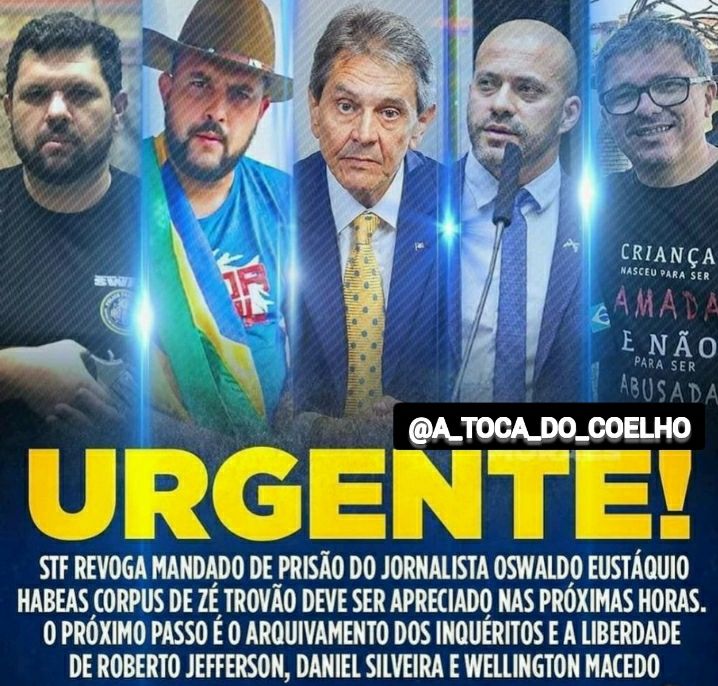 CRIANÇA
NASCEU PARA SER
AMADA
E NÃO
PARA SER
ABUSADA
@A_TOCA_DO_COELHO
URGENTE!
STF REVOGA MANDADO DE PRISÃO DO JORNALISTA OSWALDO EUSTÁQUIO
HABEAS CORPUS DE ZÉ TROVÃO DEVE SER APRECIADO NAS PRÓXIMAS HORAS.
O PRÓXIMO PASSO É O ARQUIVAMENTO DOS INQUÉRITOS E A LIBERDADE
DE ROBERTO JEFFERSON, DANIEL SILVEIRA E WELLINGTON MACEDO